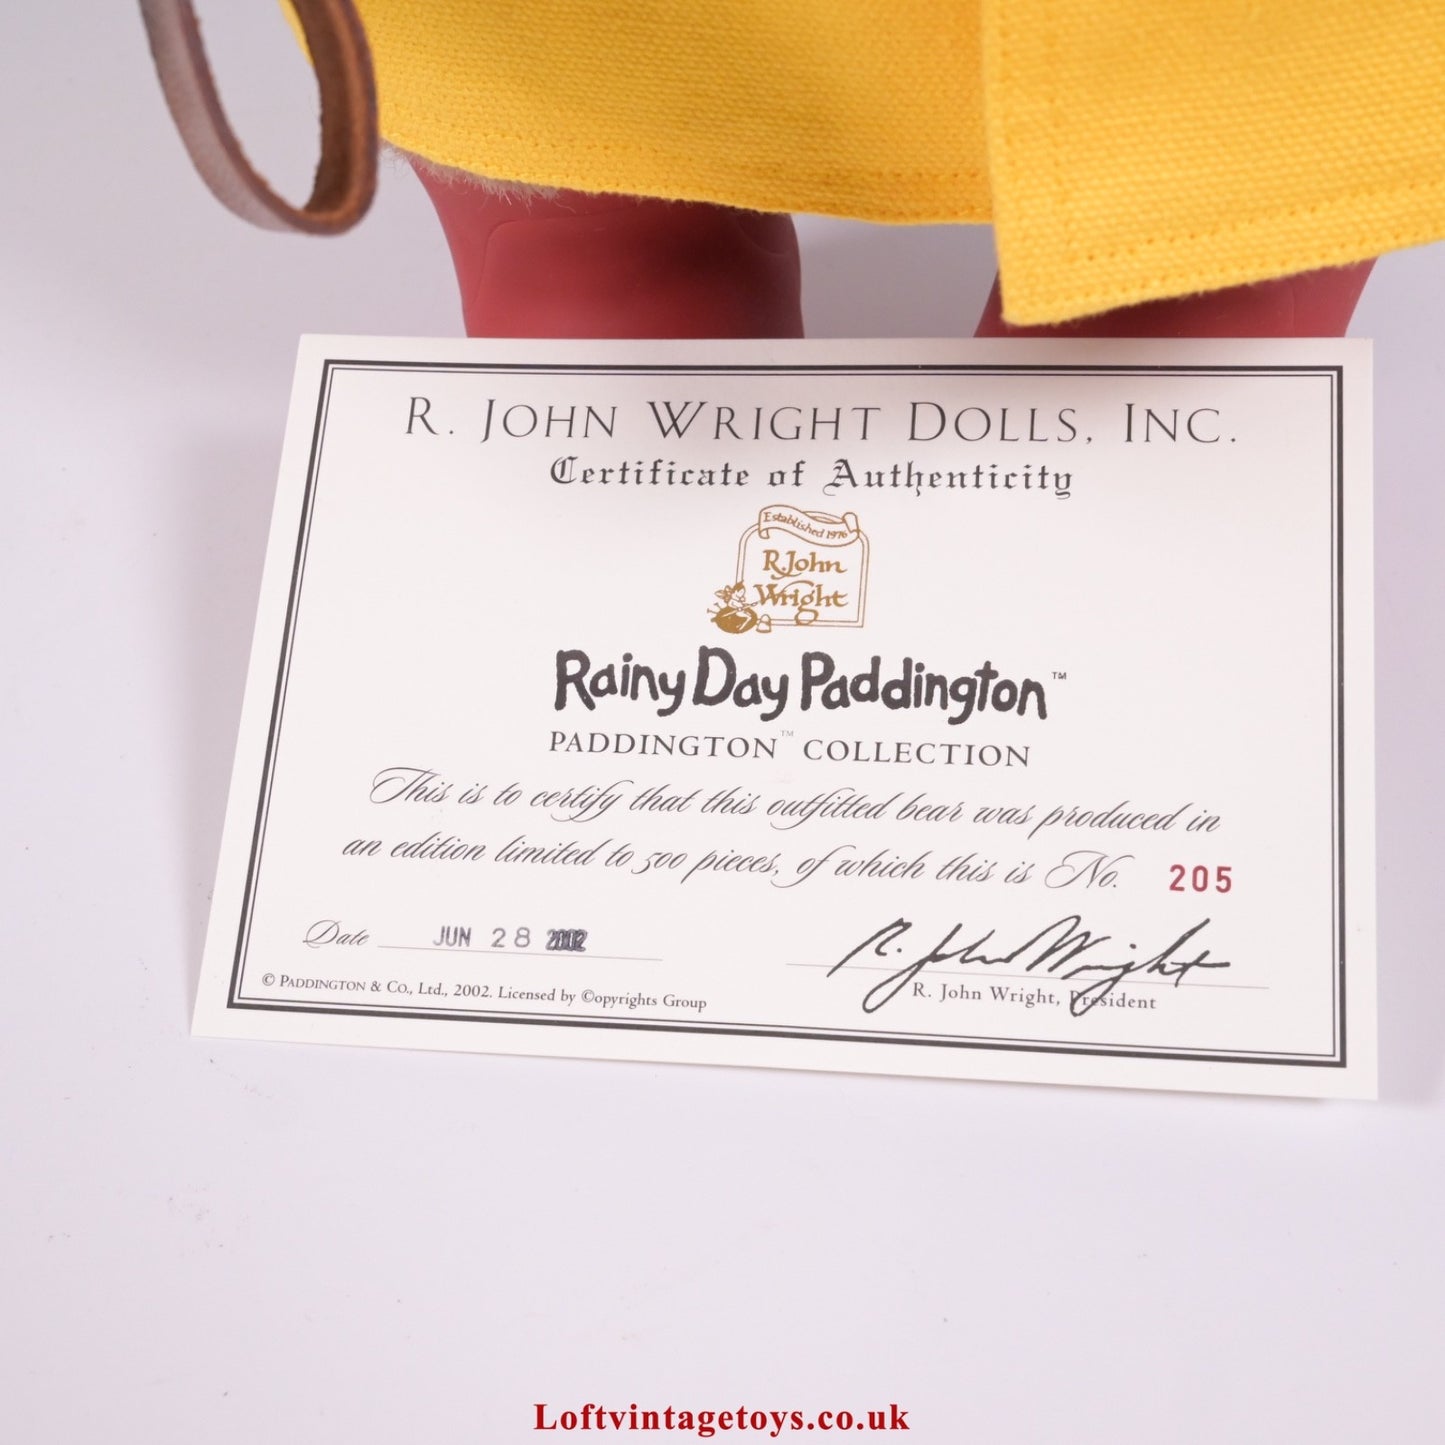 R. JOHN WRIGHT DOLLS, INC.
Certificate of Authenticity
Established 1976
R. John
Wright
Rainy Day Paddington™
PADDINGTON™ COLLECTION
This is to certify that this outfitted bear was produced in
an edition limited to 500 pieces, of which this is No. 205
Date JUN 28 2002
R. John Wright
© PADDINGTON & CO., Ltd., 2002. Licensed by ©opyrights Group
R. John Wright, President
Loftvintagetoys.co.uk